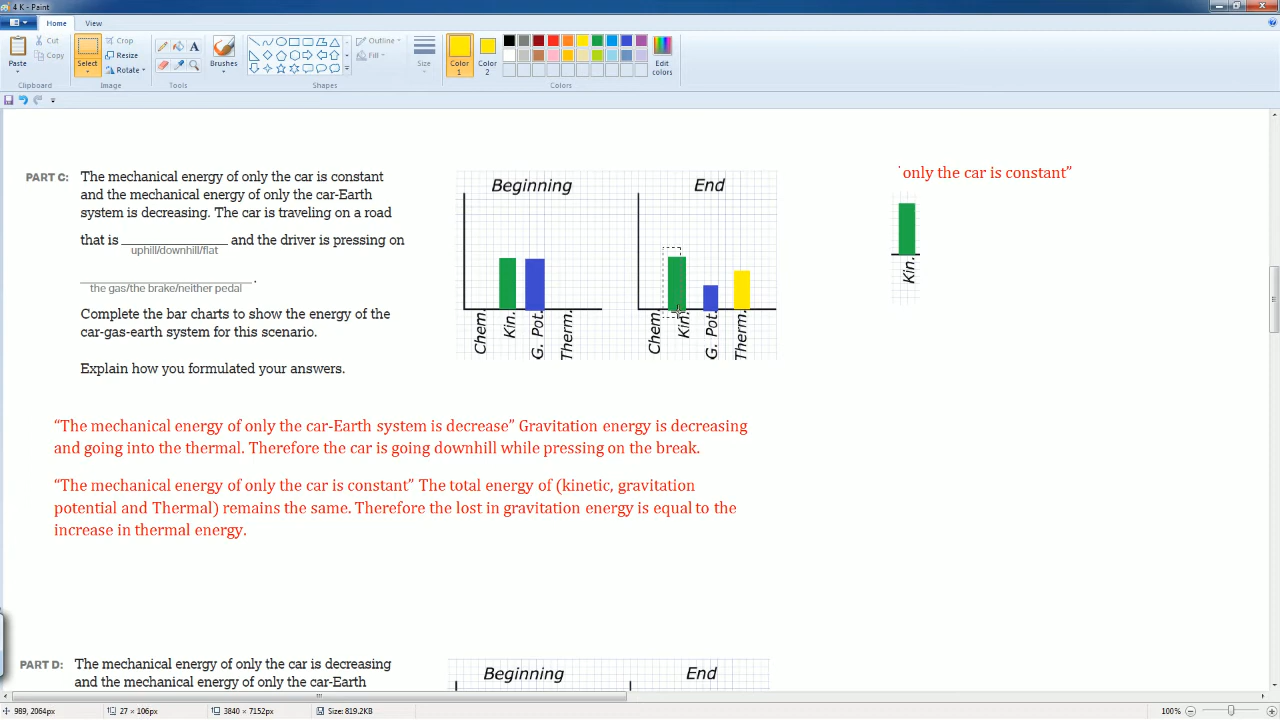 4 K - Paint
Home
View
Cut
Copy
Paste
Crop
Resize
Rotate
Select
Brushes
Outline
Fill
Size
Color 1
Color 2
Edit colors
Clipboard
Image
Tools
Shapes
Colors
PART C:
The mechanical energy of only the car is constant
and the mechanical energy of only the car-Earth
system is decreasing. The car is traveling on a road
that is ____________ and the driver is pressing on
uphill/downhill/flat
____________ .
the gas/the brake/neither pedal
Complete the bar charts to show the energy of the
car-gas-earth system for this scenario.
Explain how you formulated your answers.
Beginning
Chem.
Kin.
G. Pot.
Therm.
End
Chem.
Kin.
G. Pot.
Therm.
only the car is constant”
Kin.
“The mechanical energy of only the car-Earth system is decrease” Gravitation energy is decreasing
and going into the thermal. Therefore the car is going downhill while pressing on the break.
“The mechanical energy of only the car is constant” The total energy of (kinetic, gravitation
potential and Thermal) remains the same. Therefore the lost in gravitation energy is equal to the
increase in thermal energy.
PART D:
The mechanical energy of only the car is decreasing
and the mechanical energy of only the car-Earth
Beginning
End
989, 2064px
27 × 106px
3840 × 7152px
Size: 819.2KB
100%